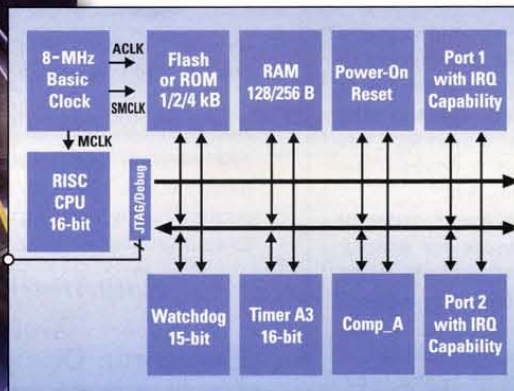 8-MHz
Basic
Clock
ACLK
SMCLK
MCLK
Flash
or ROM
1/2/4 kB
RAM
128/256 B
Power-On
Reset
Port 1
with IRQ
Capability
RISC
CPU
16-bit
JTAG/Debug
Watchdog
15-bit
Timer A3
16-bit
Comp_A
Port 2
with IRQ
Capability